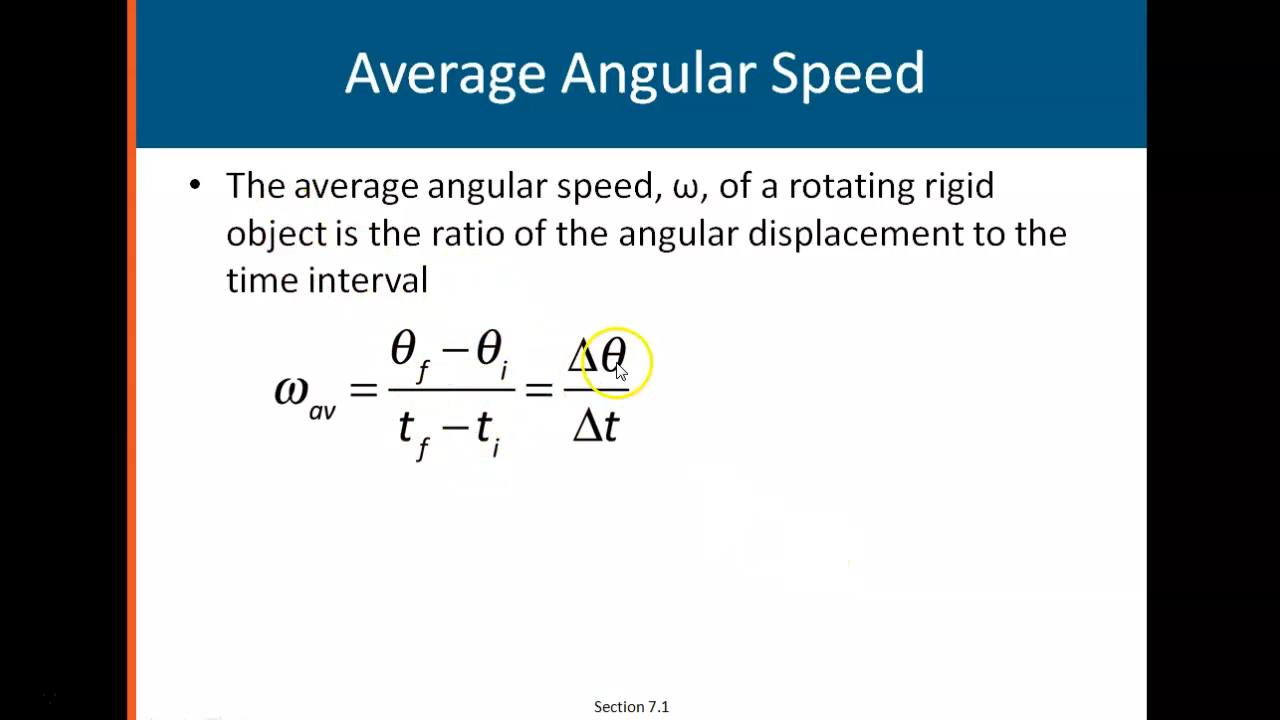 Average Angular Speed
• The average angular speed, ω, of a rotating rigid
object is the ratio of the angular displacement to the
time interval
ω_av = (θ_f − θ_i)/(t_f − t_i) = Δθ/Δt
Section 7.1